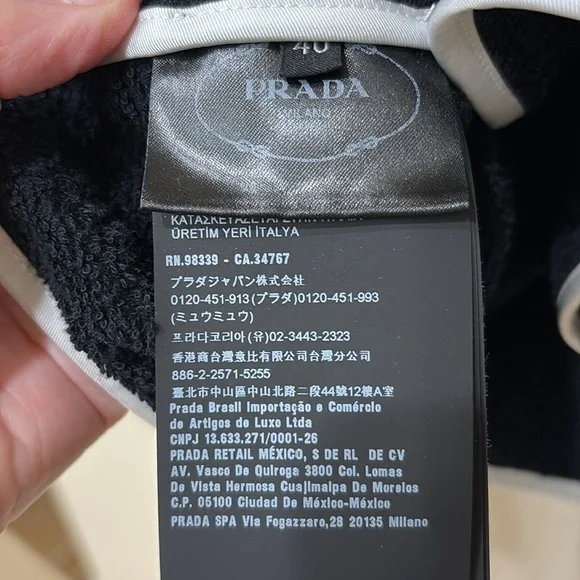 40
PRADA
MILANO
ÜRETİM YERİ İTALYA
RN.98339 - CA.34767
プラダジャパン株式会社
0120-451-913(プラダ)0120-451-993
(ミュウミュウ)
프라다코리아(유)02-3443-2323
香港商台灣普比有限公司台灣分公司
886-2-2571-5255
臺北市中山區中山北路二段44號12樓A室
Prada Brasil Importação e Comércio
de Artigos de Luxo Ltda
CNPJ 13.633.271/0001-26
PRADA RETAIL MÉXICO, S DE RL DE CV
AV. Vasco De Quiroga 3800 Col. Lomas
De Vista Hermosa Cuajimalpa De Morelos
C.P. 05100 Ciudad De México-México
PRADA SPA Via Fogazzaro,28 20135 Milano